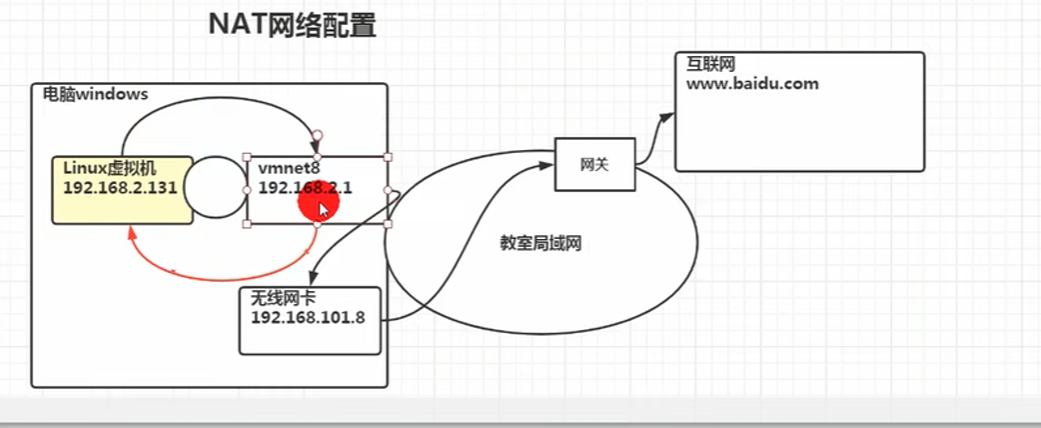 NAT网络配置
电脑windows
Linux虚拟机
192.168.2.131
vmnet8
192.168.2.1
无线网卡
192.168.101.8
教室局域网
网关
互联网
www.baidu.com